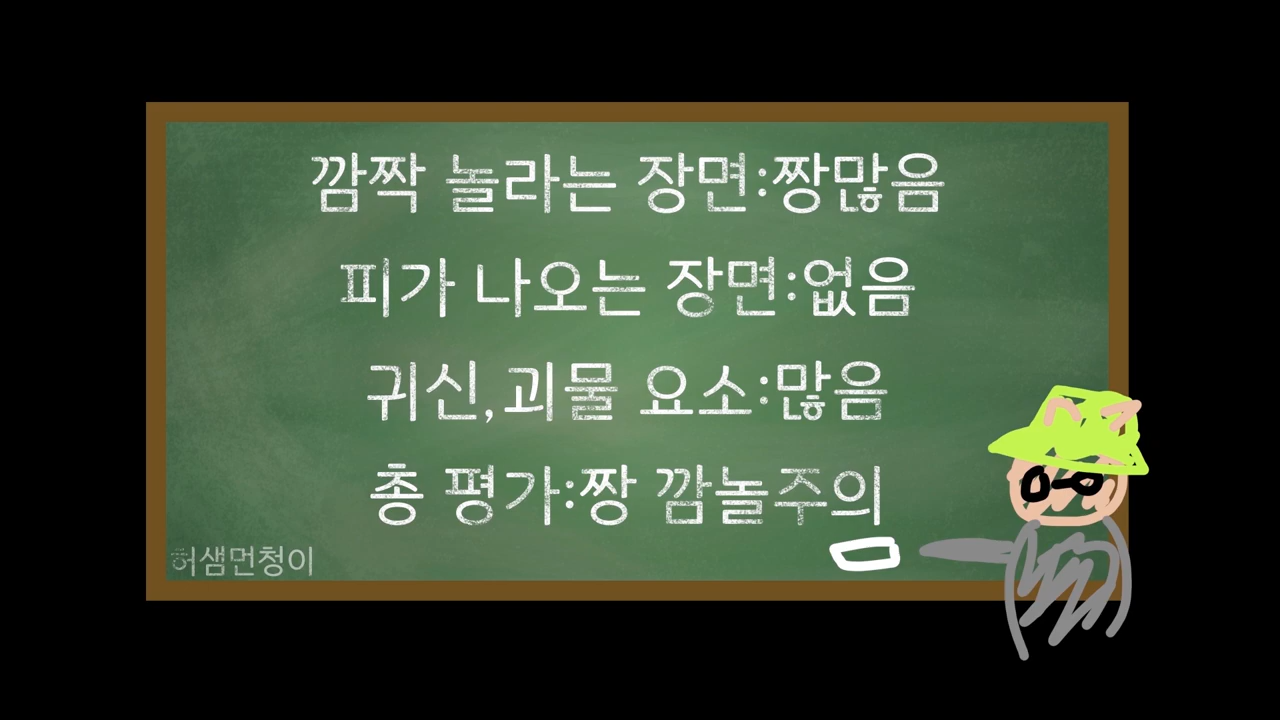 깜짝 놀라는 장면:짱많음
피가 나오는 장면:없음
귀신,괴물 요소:많음
총 평가:짱 깜놀주의
허샘먼청이